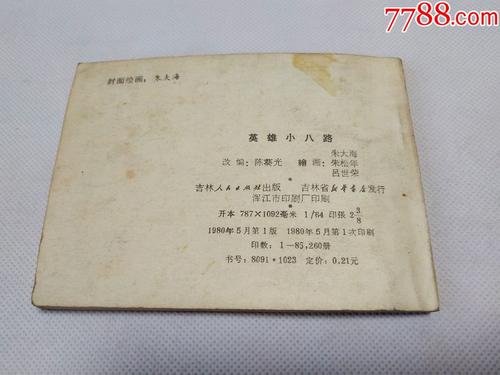 7788.com
封面绘画：朱大海
英雄小八路
朱大海
改编：陈葵光 绘画：朱松年
吕世荣
吉林人民出版社出版 吉林省新华书店发行
浑江市印刷厂印刷
开本 787×1092毫米 1/64 印张 2 3/8
1980年5月第1版 1980年5月第1次印刷
印数：1—85,260册
书号：8091·1023 定价：0.21元